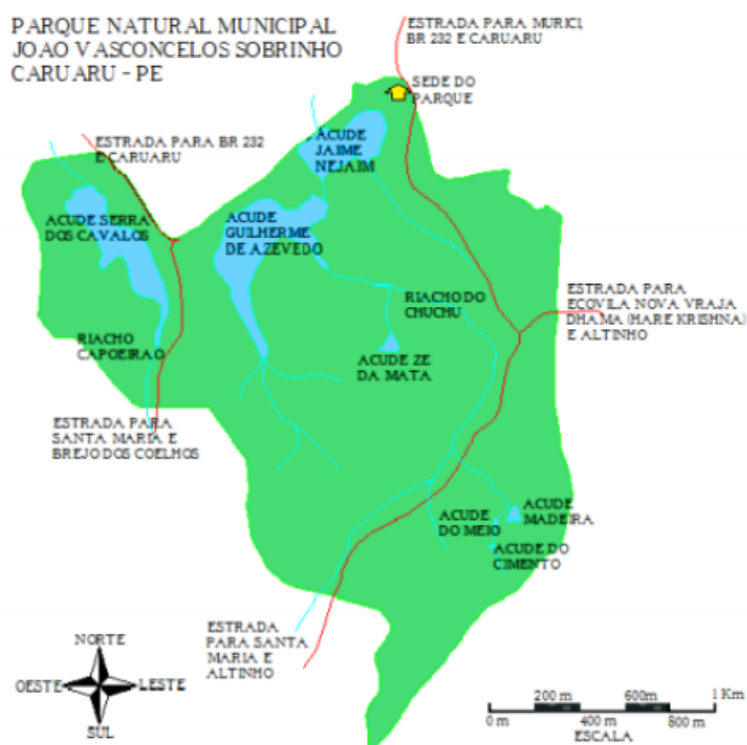 PARQUE NATURAL MUNICIPAL
JOAO VASCONCELOS SOBRINHO
CARUARU - PE
ESTRADA PARA MURICI,
BR 232 E CARUARU
SEDE DO
PARQUE
ESTRADA PARA BR 232
E CARUARU
ACUDE
JAIME
NEJAIM
ACUDE SERRA
DOS CAVALOS
ACUDE
GUILHERME
DE AZEVEDO
RIACHO DO
CHUCHU
ESTRADA PARA
ECOVILA NOVA VRAJA
DHAMA (HARE KRISHNA)
E ALTINHO
RIACHO
CAPOEIRAO
ACUDE ZE
DA MATA
ESTRADA PARA
SANTA MARIA E
BREJO DOS COELHOS
ACUDE
DO MEIO
ACUDE
MADEIRA
ACUDE DO
CIMENTO
ESTRADA
PARA SANTA
MARIA E
ALTINHO
NORTE
OESTE
LESTE
SUL
200 m
600m
1 Km
0 m
400 m
800 m
ESCALA